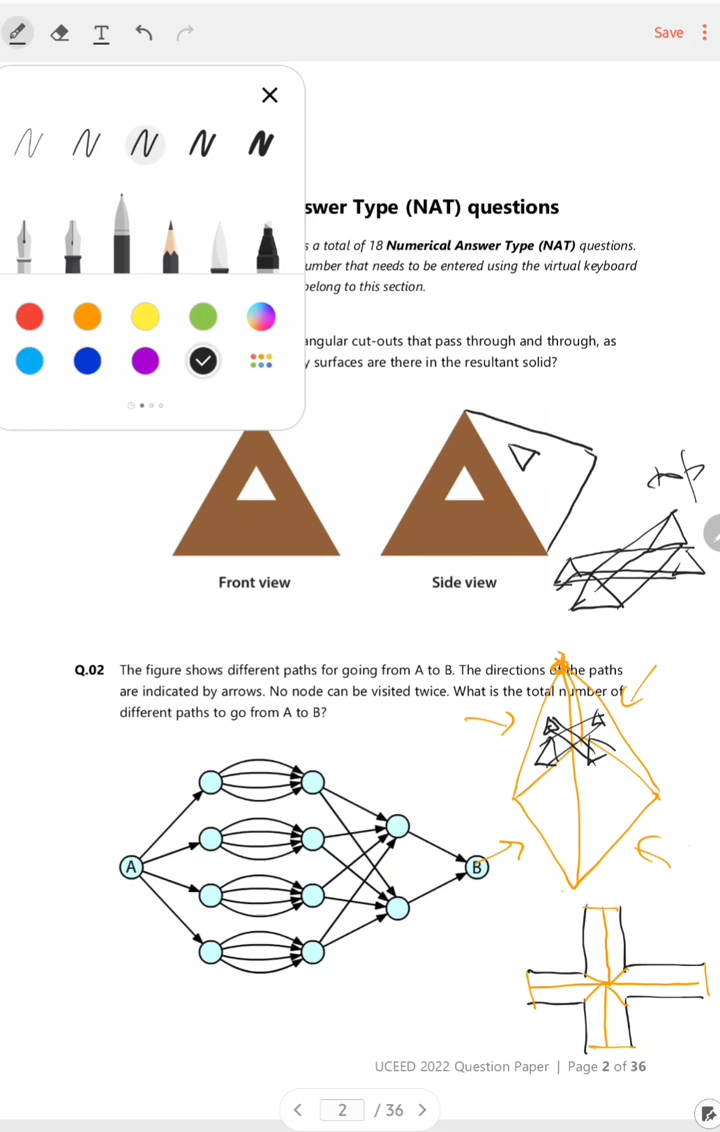 Save
swer Type (NAT) questions
s a total of 18 Numerical Answer Type (NAT) questions.
umber that needs to be entered using the virtual keyboard
belong to this section.
angular cut-outs that pass through and through, as
y surfaces are there in the resultant solid?
Front view
Side view
Q.02 The figure shows different paths for going from A to B. The directions of the paths
are indicated by arrows. No node can be visited twice. What is the total number of
different paths to go from A to B?
A
B
UCEED 2022 Question Paper | Page 2 of 36
2 / 36